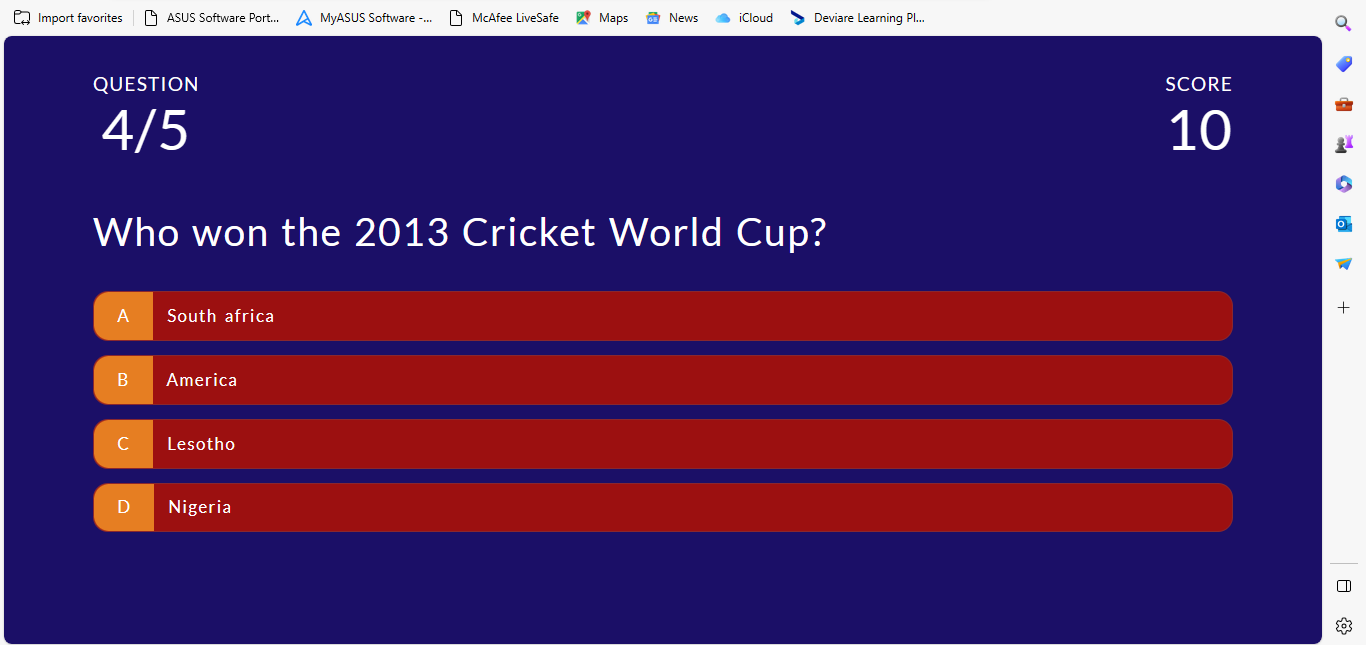 Import favorites ASUS Software Port... MyASUS Software -... McAfee LiveSafe Maps News iCloud Deviare Learning Pl...
QUESTION SCORE
4/5 10
Who won the 2013 Cricket World Cup?
A South africa
B America
C Lesotho
D Nigeria